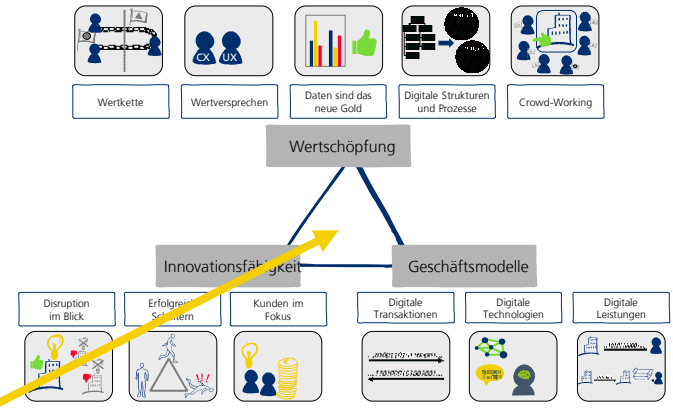 CX UX
Wertkette
Wertversprechen
Daten sind das
neue Gold
Digitale Strukturen
und Prozesse
Crowd-Working
Wertschöpfung
Innovationsfähigkeit
Geschäftsmodelle
Disruption
im Blick
Kunden im
Fokus
Digitale
Transaktionen
Digitale
Technologien
Digitale
Leistungen